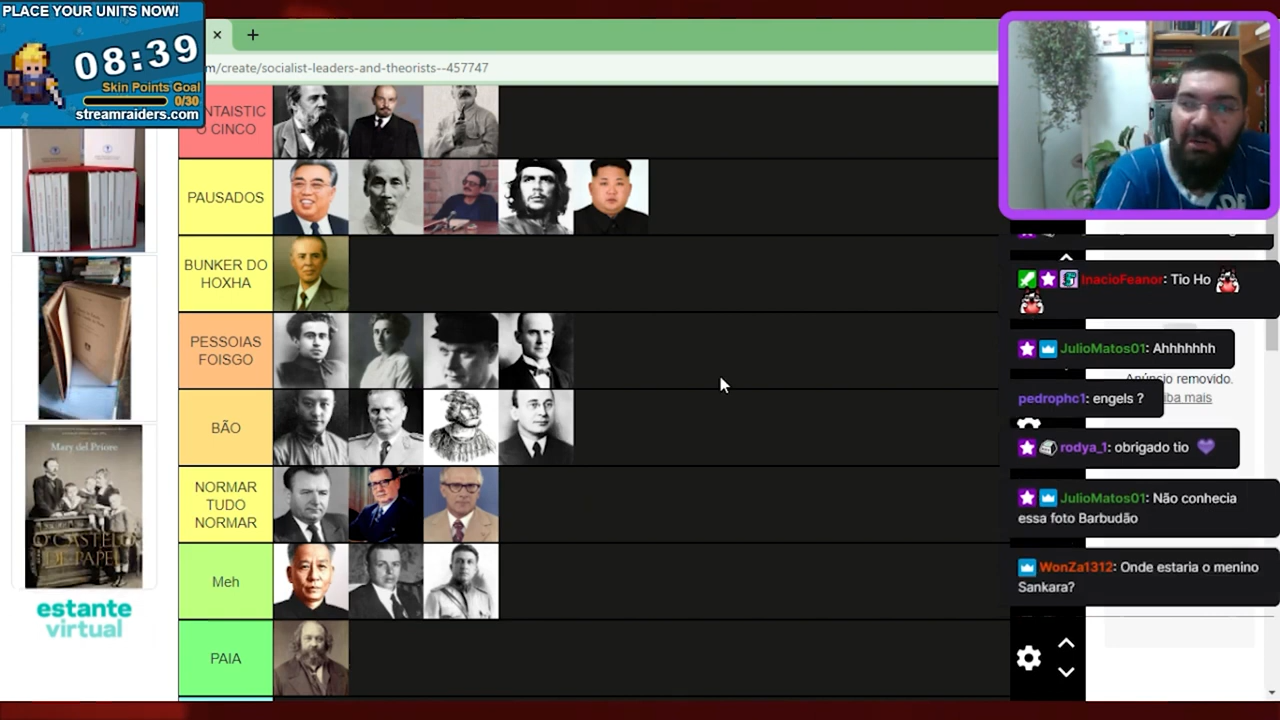 PLACE YOUR UNITS NOW!
08:39
Skin Points Goal
0/30
streamraiders.com
m/create/socialist-leaders-and-theorists--457747
NTAISTIC
O CINCO
PAUSADOS
BUNKER DO
HOXHA
PESSOIAS
FOISGO
BÃO
NORMAR
TUDO
NORMAR
Meh
PAIA
Mary del Priore
O CASTELO
DE PAPEL
estante
virtual
InacioFeanor: Tio Ho
JulioMatos01: Ahhhhhhh
Anúncio removido.
iba mais
pedrophc1: engels ?
rodya_1: obrigado tio
JulioMatos01: Não conhecia
essa foto Barbudão
WonZa1312: Onde estaria o menino
Sankara?